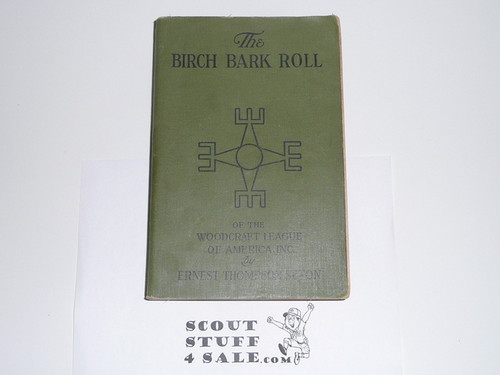 The
BIRCH BARK ROLL
OF THE
WOODCRAFT LEAGUE
OF AMERICA INC.
By
ERNEST THOMPSON SETON
SCOUT
STUFF
4 SALE.com